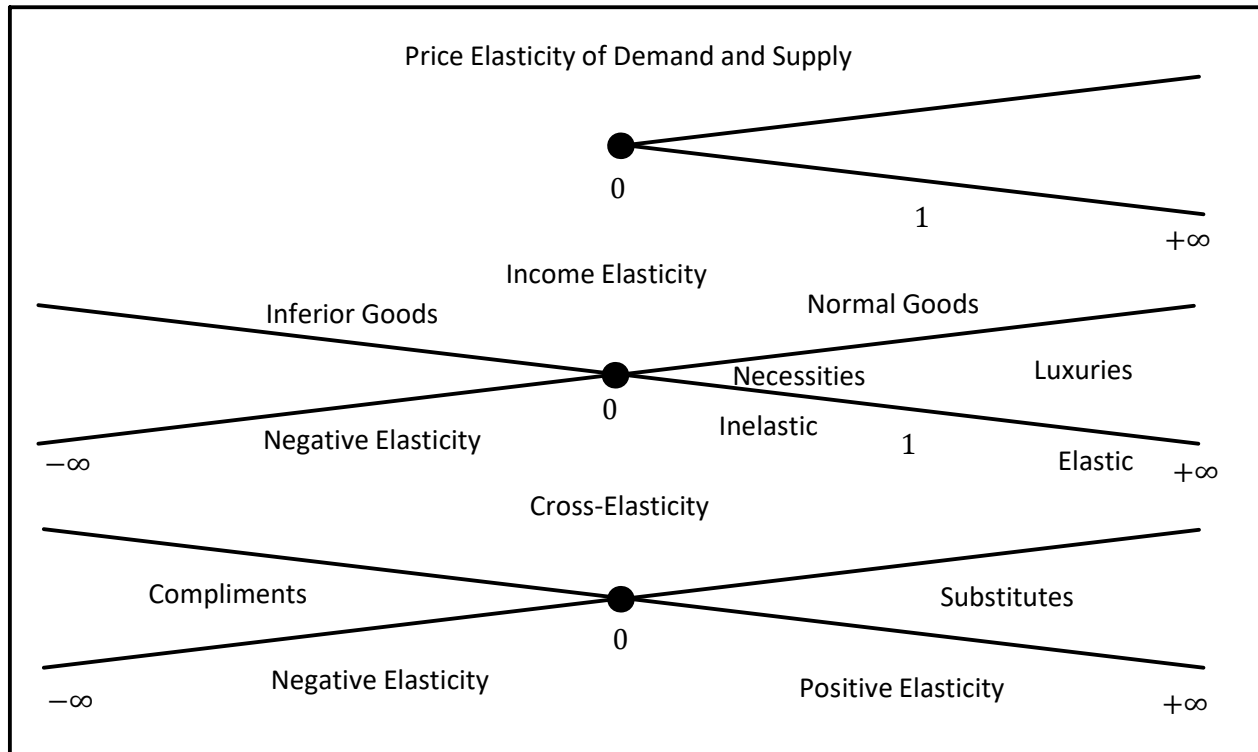 Price Elasticity of Demand and Supply
0
1
+∞
Income Elasticity
Inferior Goods
Normal Goods
Necessities
Luxuries
0
Negative Elasticity
Inelastic
1
−∞
Elastic
+∞
Cross-Elasticity
Compliments
Substitutes
0
Negative Elasticity
Positive Elasticity
−∞
+∞